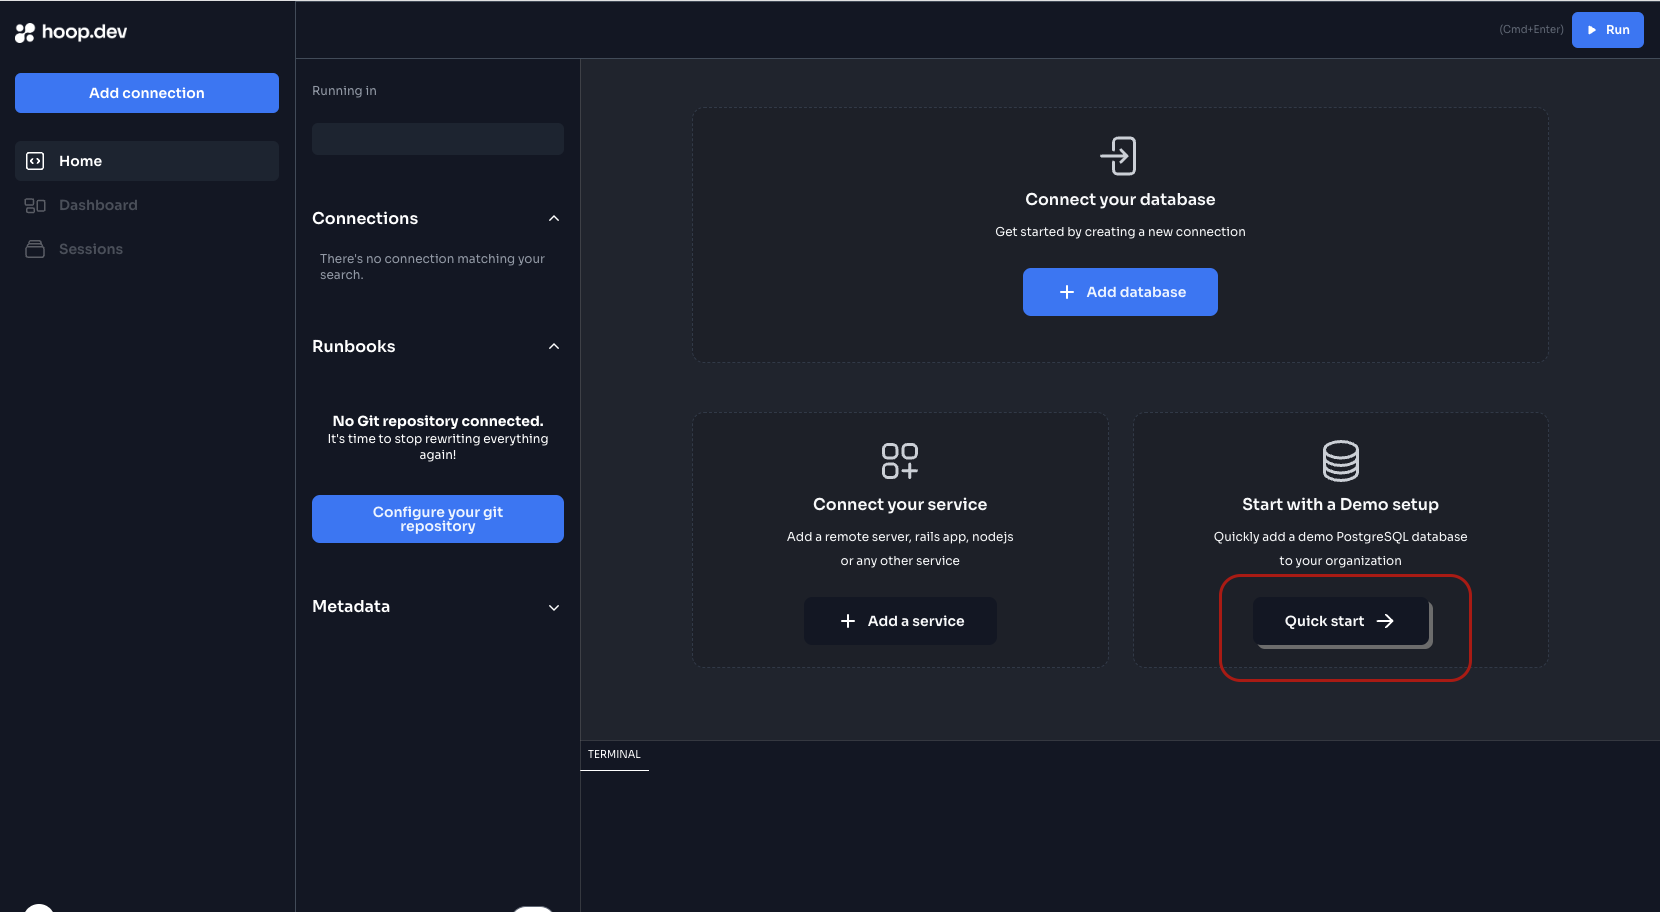 hoop.dev
Add connection
Home
Dashboard
Sessions
(Cmd+Enter)
Run
Running in
Connections
There's no connection matching your
search.
Runbooks
No Git repository connected.
It's time to stop rewriting everything
again!
Configure your git
repository
Metadata
Connect your database
Get started by creating a new connection
Add database
Connect your service
Add a remote server, rails app, nodejs
or any other service
Add a service
Start with a Demo setup
Quickly add a demo PostgreSQL database
to your organization
Quick start
TERMINAL